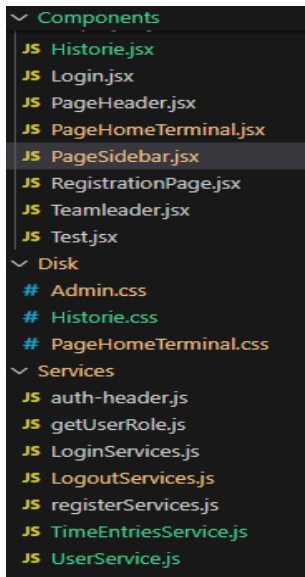 Components
JS Historie.jsx
JS Login.jsx
JS PageHeader.jsx
JS PageHomeTerminal.jsx
JS PageSidebar.jsx
JS RegistrationPage.jsx
JS Teamleader.jsx
JS Test.jsx
Disk
# Admin.css
# Historie.css
# PageHomeTerminal.css
Services
JS auth-header.js
JS getUserRole.js
JS LoginServices.js
JS LogoutServices.js
JS registerServices.js
JS TimeEntriesService.js
JS UserService.js